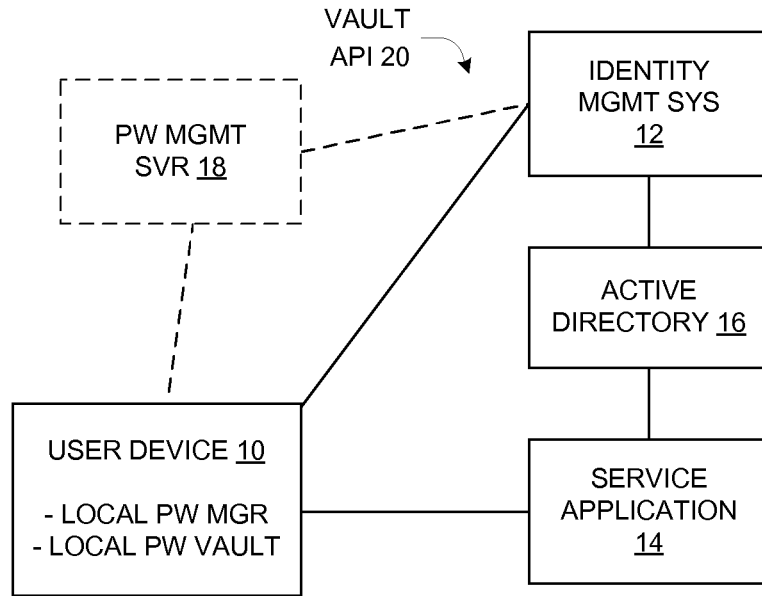 VAULT
API 20
IDENTITY
MGMT SYS
12
PW MGMT
SVR 18
ACTIVE
DIRECTORY 16
USER DEVICE 10
- LOCAL PW MGR
- LOCAL PW VAULT
SERVICE
APPLICATION
14